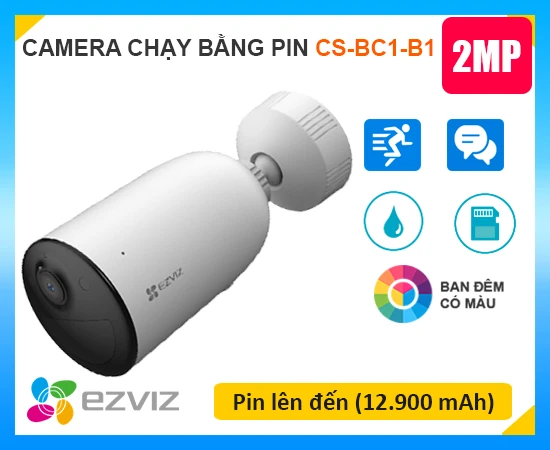 CAMERA CHẠY BẰNG PIN CS-BC1-B1
2MP
EZVIZ
BAN ĐÊM
CÓ MÀU
ezviz
Pin lên đến (12.900 mAh)